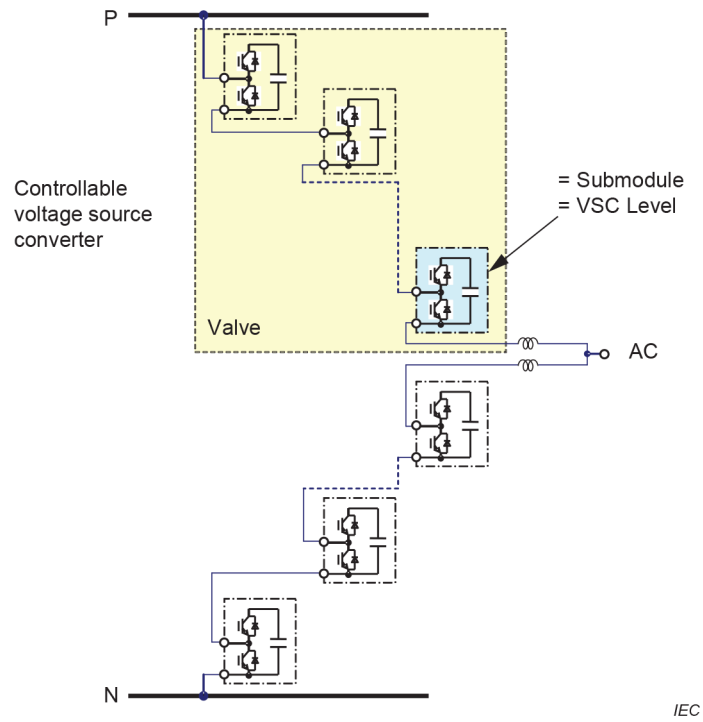 P
Controllable
voltage source
converter
= Submodule
= VSC Level
Valve
AC
N
IEC